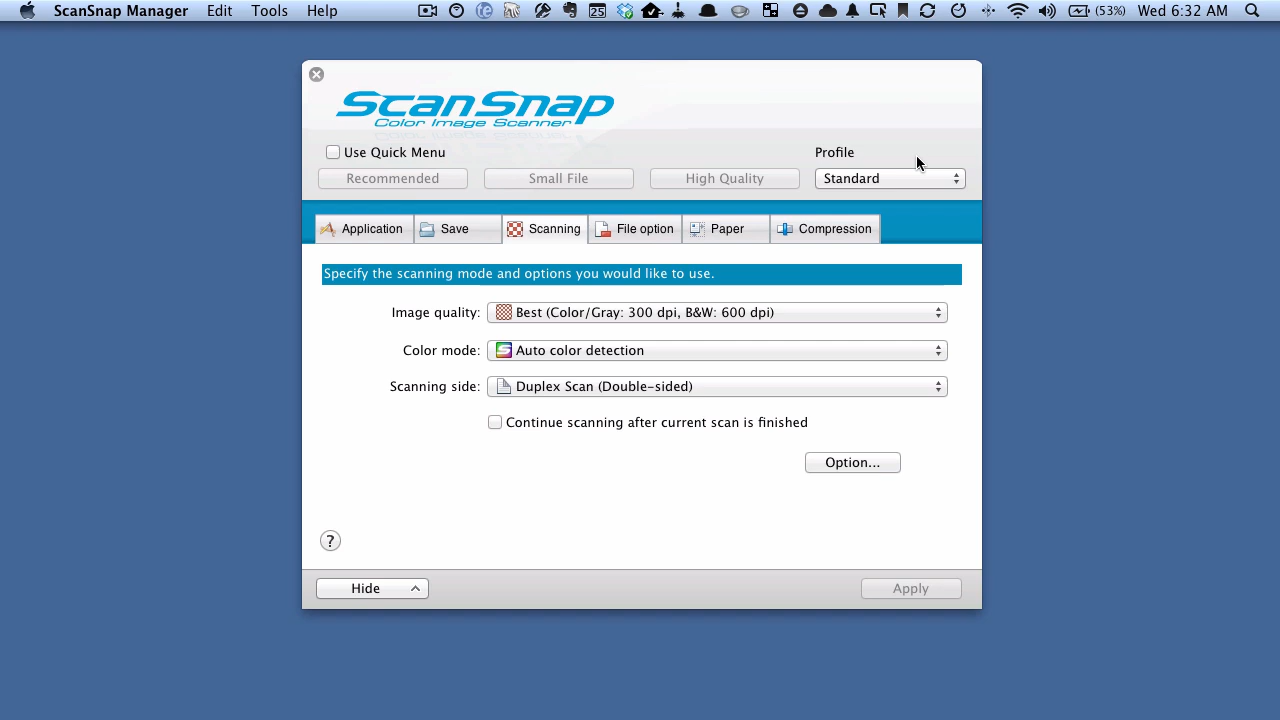 ScanSnap Manager Edit Tools Help 25 (53%) Wed 6:32 AM
ScanSnap
Color Image Scanner
Use Quick Menu Profile
Recommended Small File High Quality Standard
Application Save Scanning File option Paper Compression
Specify the scanning mode and options you would like to use.
Image quality: Best (Color/Gray: 300 dpi, B&W: 600 dpi)
Color mode: Auto color detection
Scanning side: Duplex Scan (Double-sided)
Continue scanning after current scan is finished
Option...
?
Hide Apply